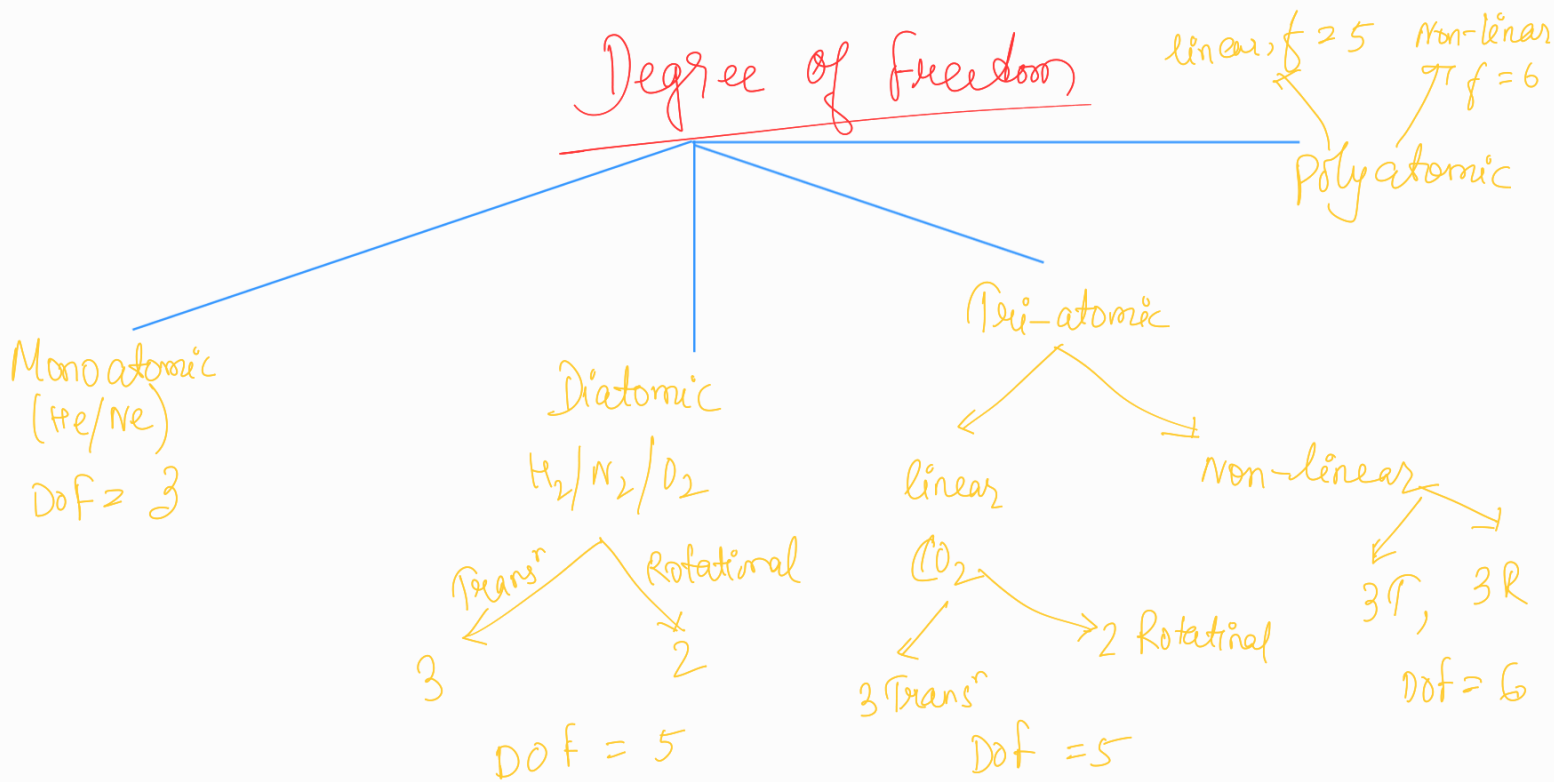 Degree of freedom
linear, f = 5
Non-linear
f = 6
Polyatomic
Monoatomic
(He/Ne)
DOF = 3
Diatomic
H2/N2/O2
Transn
Rotational
3
2
DOF = 5
Tri-atomic
linear
CO2
3 Transn
2 Rotational
DOF = 5
Non-linear
3T, 3R
DOF = 6